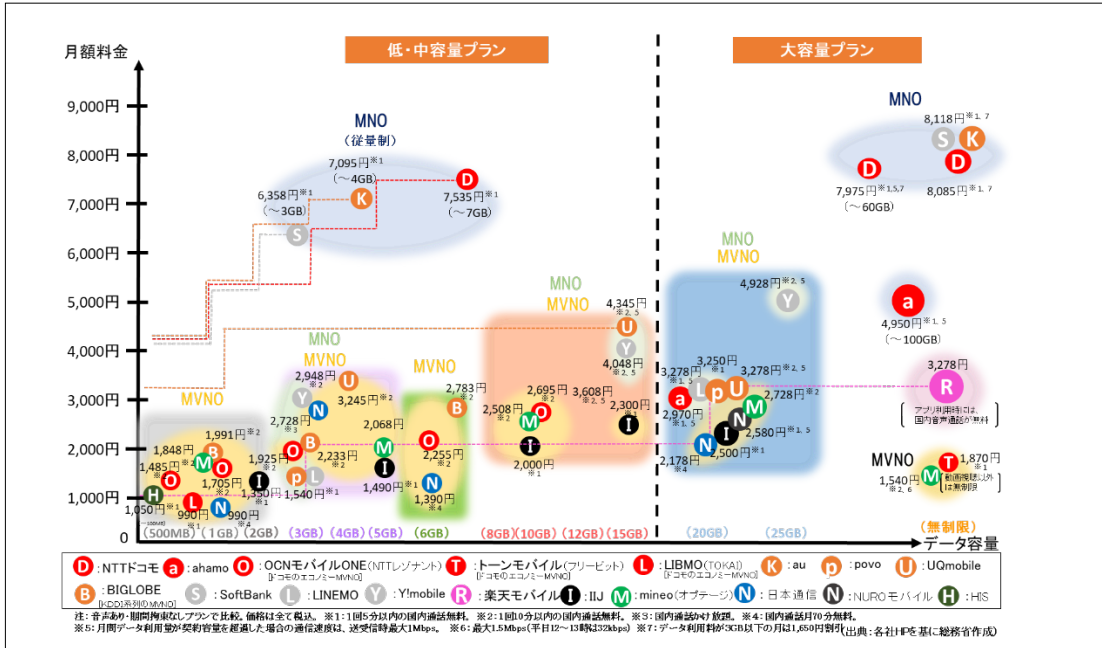 月額料金
低・中容量プラン
大容量プラン
9,000円
8,000円
7,000円
6,000円
5,000円
4,000円
3,000円
2,000円
1,000円
0
MNO
(従量制)
7,095円※1
(~4GB)
6,358円※1
(~3GB)
7,535円※1
(~7GB)
MNO
8,118円※1、7
7,975円※1,5,7
(~60GB)
8,085円※1、7
MNO
MVNO
4,928円※2、5
4,950円※1、5
(~100GB)
MNO
MVNO
4,345円
※2、5
4,048円
※2、5
3,608円
※2、5
2,300円
※1
2,695円
※2
2,508円
※2
2,000円※1
MNO
MVNO
2,948円
※2
3,245円※2
2,728円
※3
2,233円
※2
2,068円
1,540円※1
1,490円※1
MVNO
2,783円
※2
2,255円
※2
1,390円
※4
MVNO
1,991円※2
1,848円
※2
1,485円
1,925円
※2
1,705円
※2
1,350円
※1
1,050円※1
990円
※1
990円
※4
3,278円
※1、5
3,250円
※1
3,278円※2、5
2,970円
※1、5
2,728円※2
2,580円※1、5
2,500円※1
2,178円
※4
3,278円
アプリ利用時には、
国内音声通話が無料
MVNO
1,540円
※2、6
1,870円
※1
動画視聴以外
は無制限
(500MB)
(1GB)
(2GB)
(3GB)
(4GB)
(5GB)
(6GB)
(8GB)
(10GB)
(12GB)
(15GB)
(20GB)
(25GB)
(無制限)
データ容量
D:NTTドコモ
a:ahamo
O:OCNモバイルONE(NTTレゾナント)
[ドコモのエコノミーMVNO]
T:トーンモバイル(フリービット)
[ドコモのエコノミーMVNO]
L:LIBMO(TOKAI)
[ドコモのエコノミーMVNO]
K:au
p:povo
U:UQmobile
B:BIGLOBE
[KDDI系列のMVNO]
S:SoftBank
L:LINEMO
Y:Y!mobile
R:楽天モバイル
I:IIJ
M:mineo(オプテージ)
N:日本通信
N:NUROモバイル
H:HIS
注:音声あり・期間拘束なしプランで比較。価格は全て税込。 ※1:1回5分以内の国内通話無料。 ※2:1回10分以内の国内通話無料。 ※3:国内通話かけ放題。 ※4:国内通話月70分無料。
※5:月間データ利用量が契約容量を超過した場合の通信速度は、送受信時最大1Mbps。 ※6:最大1.5Mbps(平日12~13時は32kbps) ※7:データ利用料が3GB以下の月は1,650円割引
(出典:各社HPを基に総務省作成)